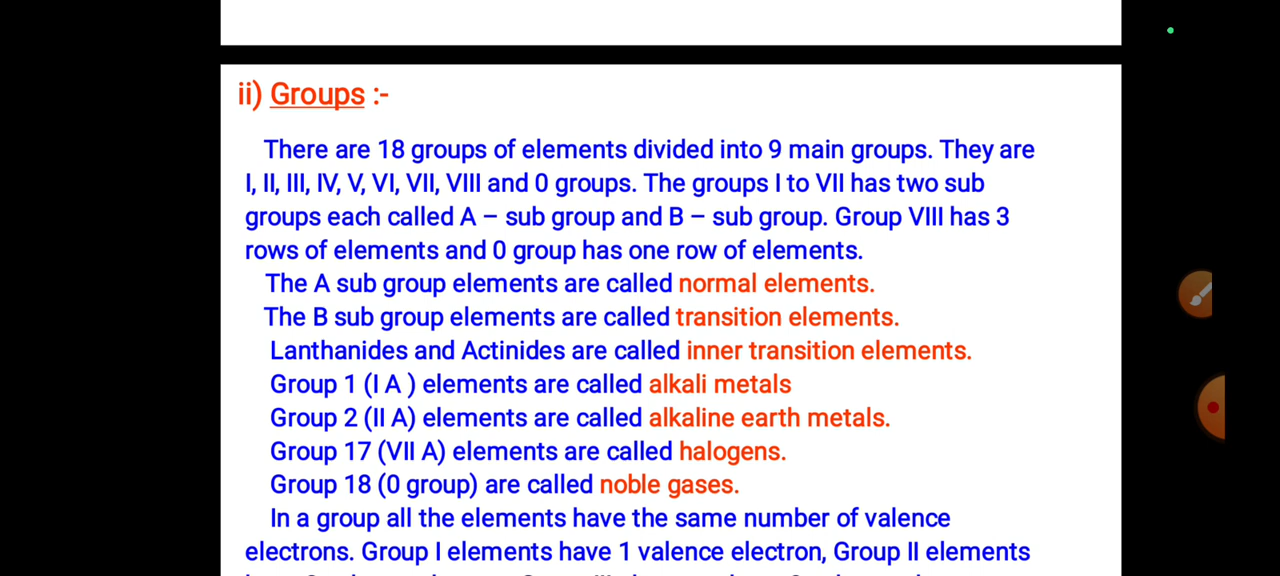 ii) Groups :-
There are 18 groups of elements divided into 9 main groups. They are
I, II, III, IV, V, VI, VII, VIII and 0 groups. The groups I to VII has two sub
groups each called A – sub group and B – sub group. Group VIII has 3
rows of elements and 0 group has one row of elements.
The A sub group elements are called normal elements.
The B sub group elements are called transition elements.
Lanthanides and Actinides are called inner transition elements.
Group 1 (I A ) elements are called alkali metals
Group 2 (II A) elements are called alkaline earth metals.
Group 17 (VII A) elements are called halogens.
Group 18 (0 group) are called noble gases.
In a group all the elements have the same number of valence
electrons. Group I elements have 1 valence electron, Group II elements